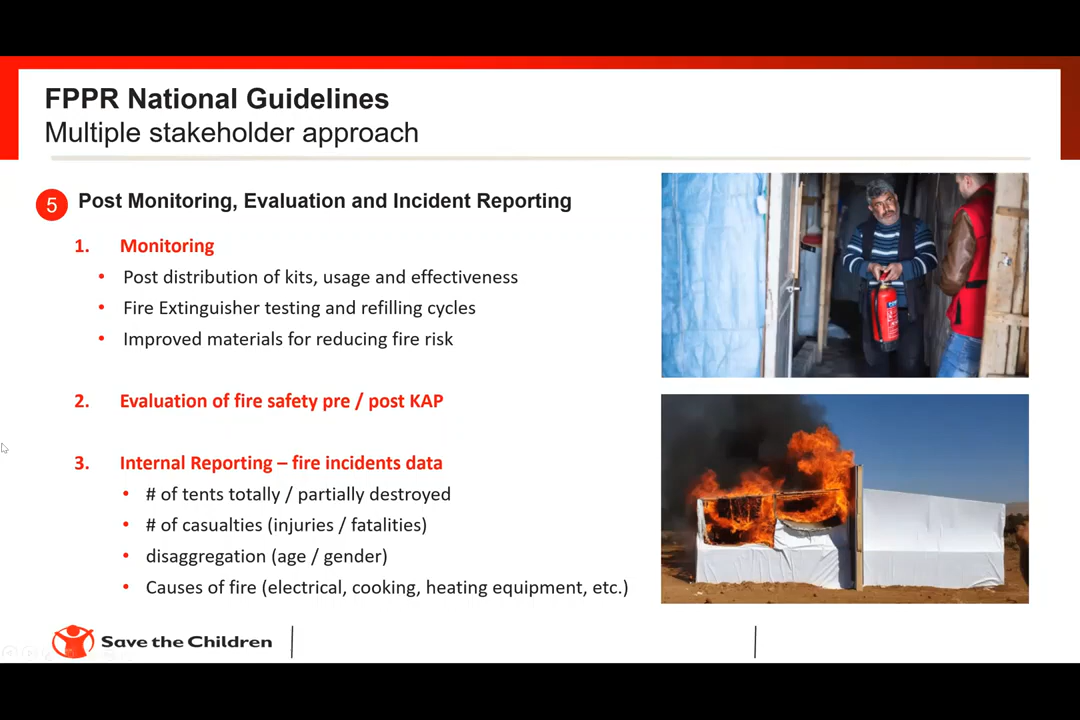 FPPR National Guidelines
Multiple stakeholder approach
5 Post Monitoring, Evaluation and Incident Reporting
1. Monitoring
• Post distribution of kits, usage and effectiveness
• Fire Extinguisher testing and refilling cycles
• Improved materials for reducing fire risk
2. Evaluation of fire safety pre / post KAP
3. Internal Reporting – fire incidents data
• # of tents totally / partially destroyed
• # of casualties (injuries / fatalities)
• disaggregation (age / gender)
• Causes of fire (electrical, cooking, heating equipment, etc.)
Save the Children